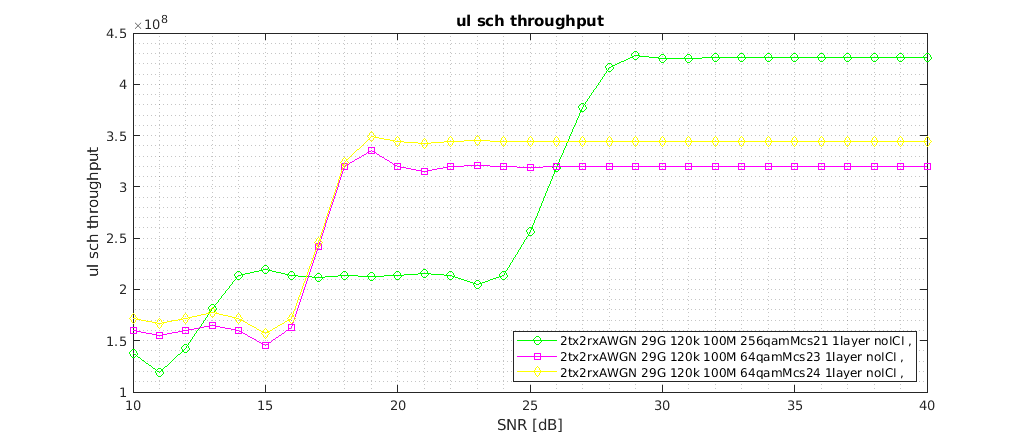 ul sch throughput
×10^8
4.5
4
3.5
3
2.5
2
1.5
1
ul sch throughput
10 15 20 25 30 35 40
SNR [dB]
2tx2rxAWGN 29G 120k 100M 256qamMcs21 1layer noICI ,
2tx2rxAWGN 29G 120k 100M 64qamMcs23 1layer noICI ,
2tx2rxAWGN 29G 120k 100M 64qamMcs24 1layer noICI ,